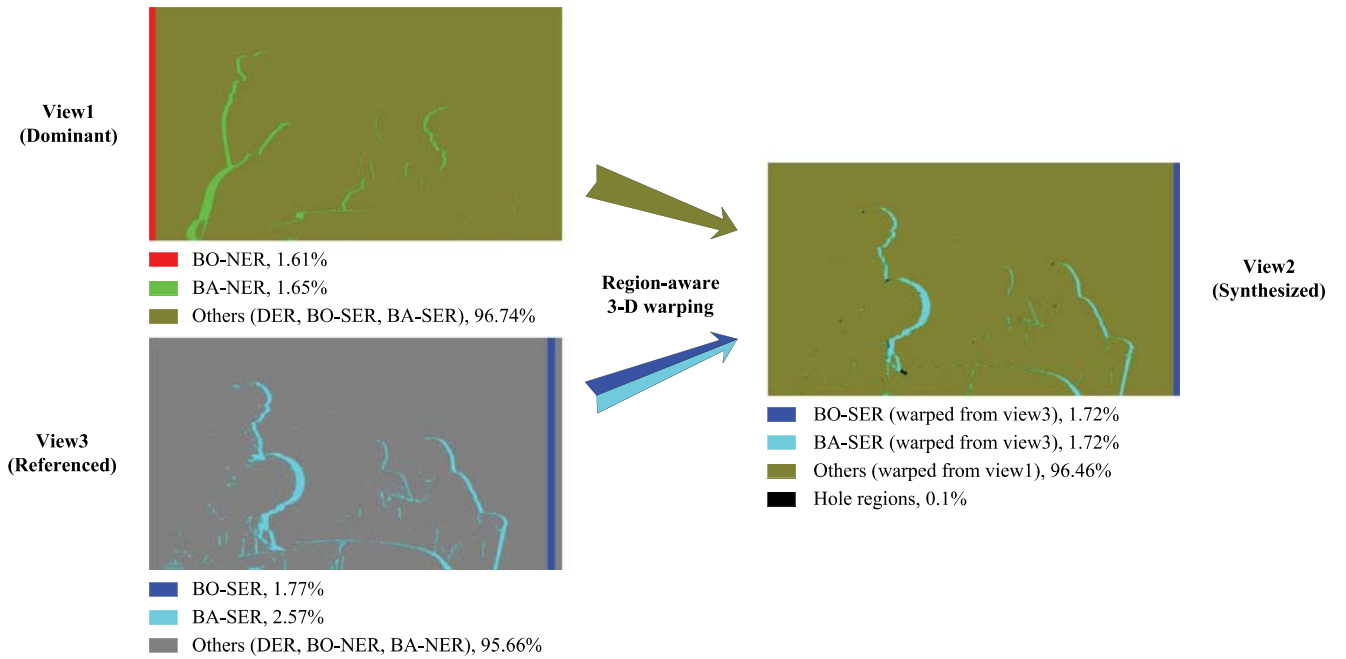 View1
(Dominant)
BO-NER, 1.61%
BA-NER, 1.65%
Others (DER, BO-SER, BA-SER), 96.74%
View3
(Referenced)
BO-SER, 1.77%
BA-SER, 2.57%
Others (DER, BO-NER, BA-NER), 95.66%
Region-aware
3-D warping
View2
(Synthesized)
BO-SER (warped from view3), 1.72%
BA-SER (warped from view3), 1.72%
Others (warped from view1), 96.46%
Hole regions, 0.1%